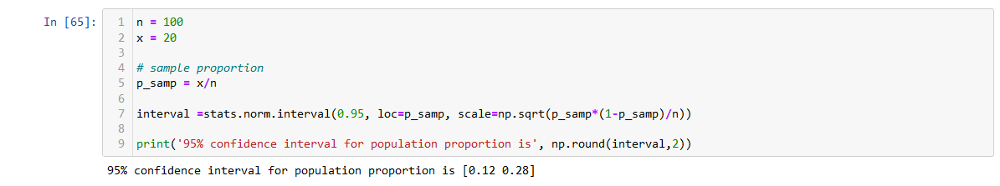 In [65]:
1 n = 100
2 x = 20
3
4 # sample proportion
5 p_samp = x/n
6
7 interval =stats.norm.interval(0.95, loc=p_samp, scale=np.sqrt(p_samp*(1-p_samp)/n))
8
9 print('95% confidence interval for population proportion is', np.round(interval,2))
95% confidence interval for population proportion is [0.12 0.28]